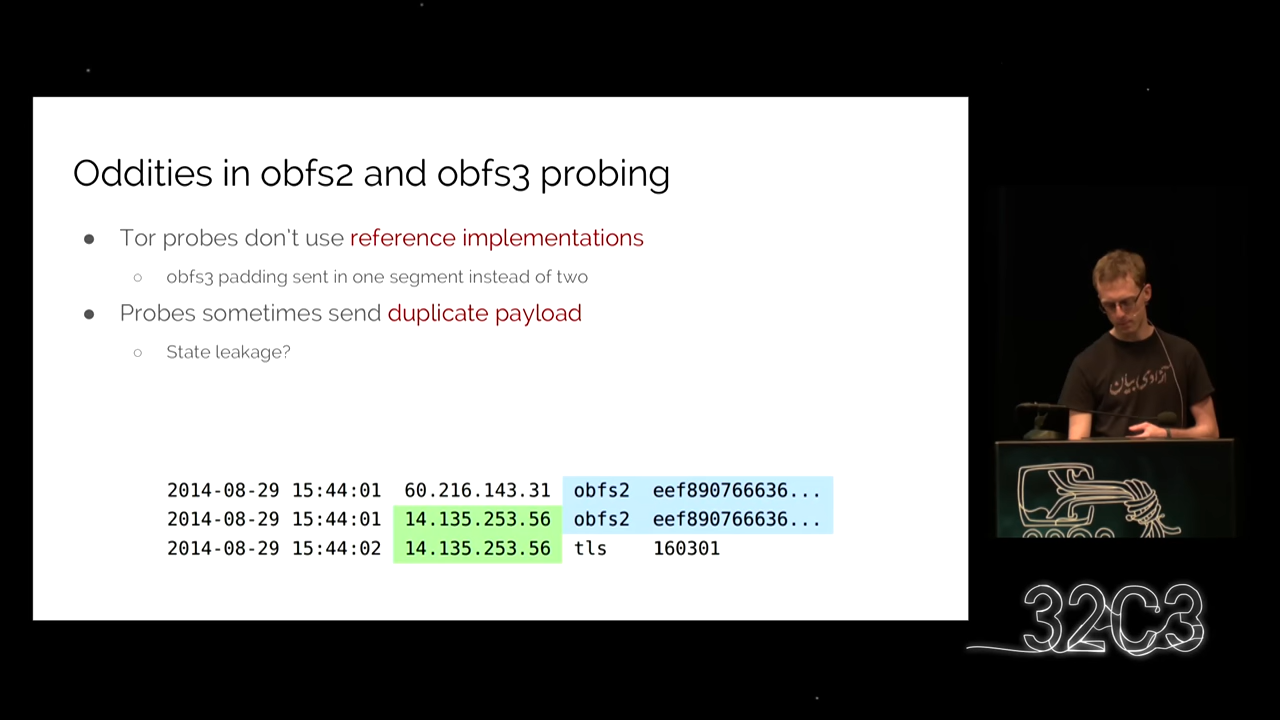 Oddities in obfs2 and obfs3 probing
● Tor probes don't use reference implementations
○ obfs3 padding sent in one segment instead of two
● Probes sometimes send duplicate payload
○ State leakage?
2014-08-29 15:44:01 60.216.143.31 obfs2 eef890766636...
2014-08-29 15:44:01 14.135.253.56 obfs2 eef890766636...
2014-08-29 15:44:02 14.135.253.56 tls 160301
آزادی بیان
32C3